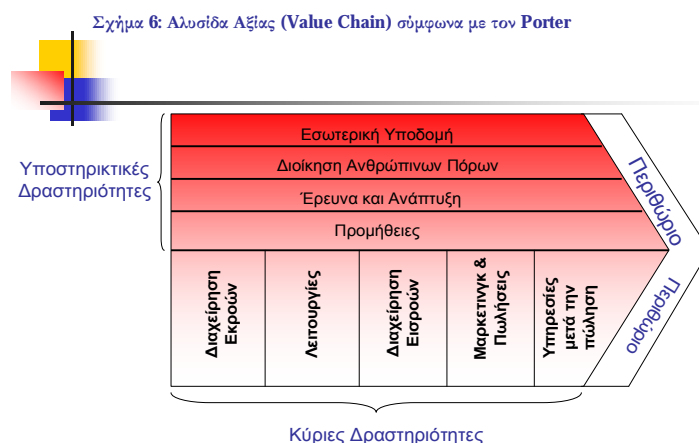 Σχήμα 6: Αλυσίδα Αξίας (Value Chain) σύμφωνα με τον Porter
Υποστηρικτικές
Δραστηριότητες
Εσωτερική Υποδομή
Διοίκηση Ανθρώπινων Πόρων
Έρευνα και Ανάπτυξη
Προμήθειες
Περιθώριο
Διαχείρηση
Εκροών
Λειτουργίες
Διαχείρηση
Εισροών
Μαρκετινγκ &
Πωλήσεις
Υπηρεσίες
μετά την
πώληση
Περιθώριο
Κύριες Δραστηριότητες